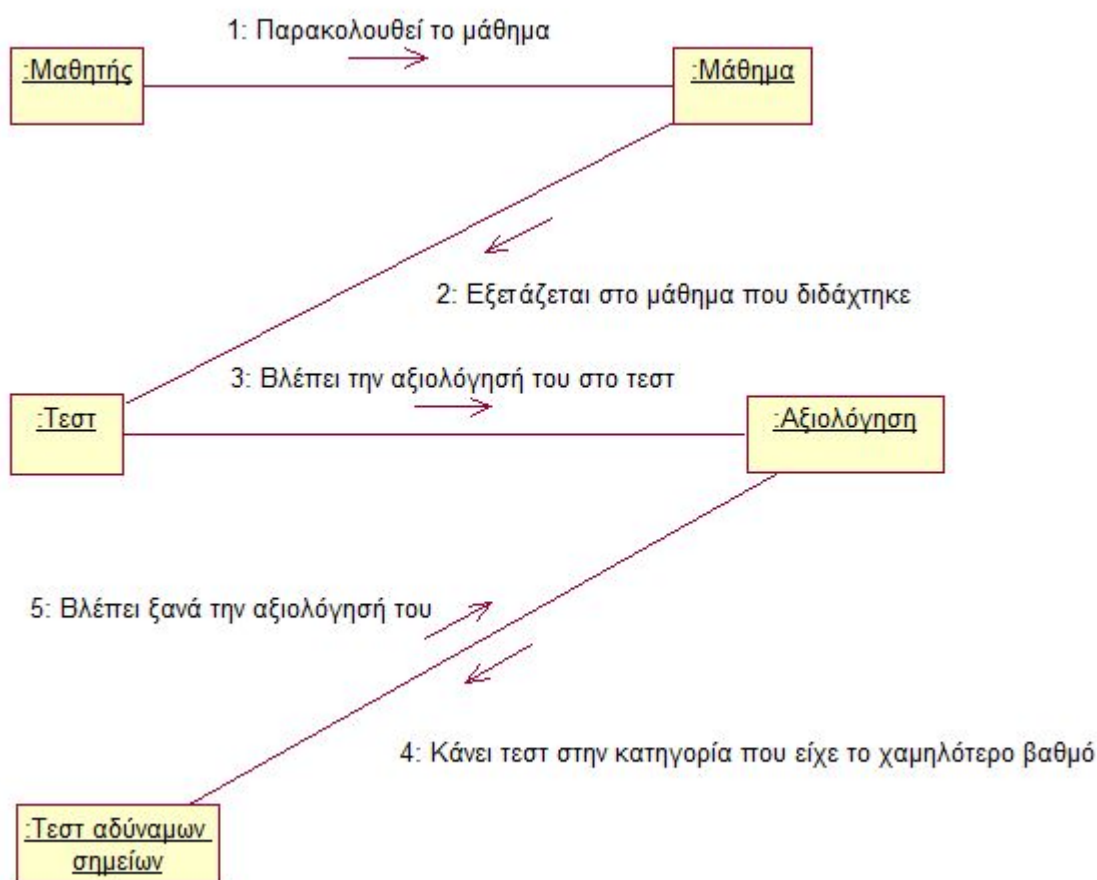 1: Παρακολουθεί το μάθημα
:Μαθητής
:Μάθημα
2: Εξετάζεται στο μάθημα που διδάχτηκε
3: Βλέπει την αξιολόγησή του στο τεστ
:Τεστ
:Αξιολόγηση
5: Βλέπει ξανά την αξιολόγησή του
4: Κάνει τεστ στην κατηγορία που είχε το χαμηλότερο βαθμό
:Τεστ αδύναμων
σημείων